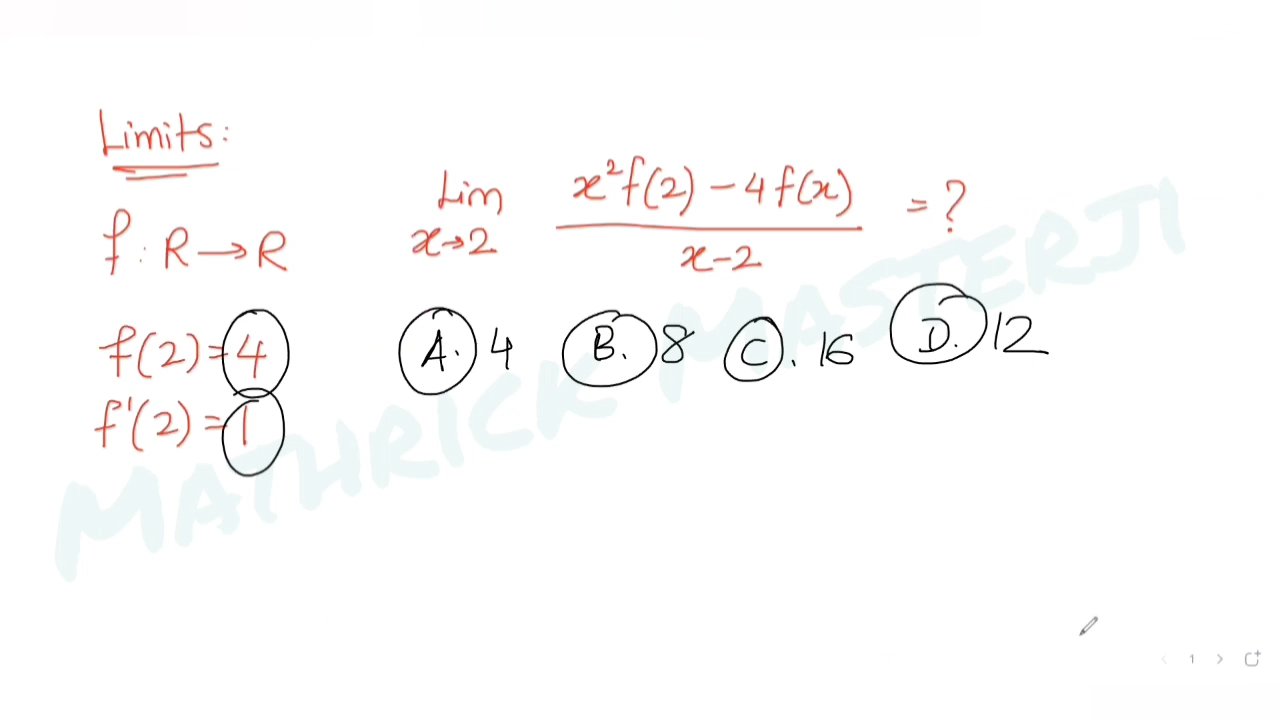 Limits:
f : R → R
f(2) = 4
f'(2) = 1
Lim x→2 x²f(2) − 4f(x) / x−2 = ?
A. 4 B. 8 C. 16 D. 12
MATHRICK MASTERJI
1